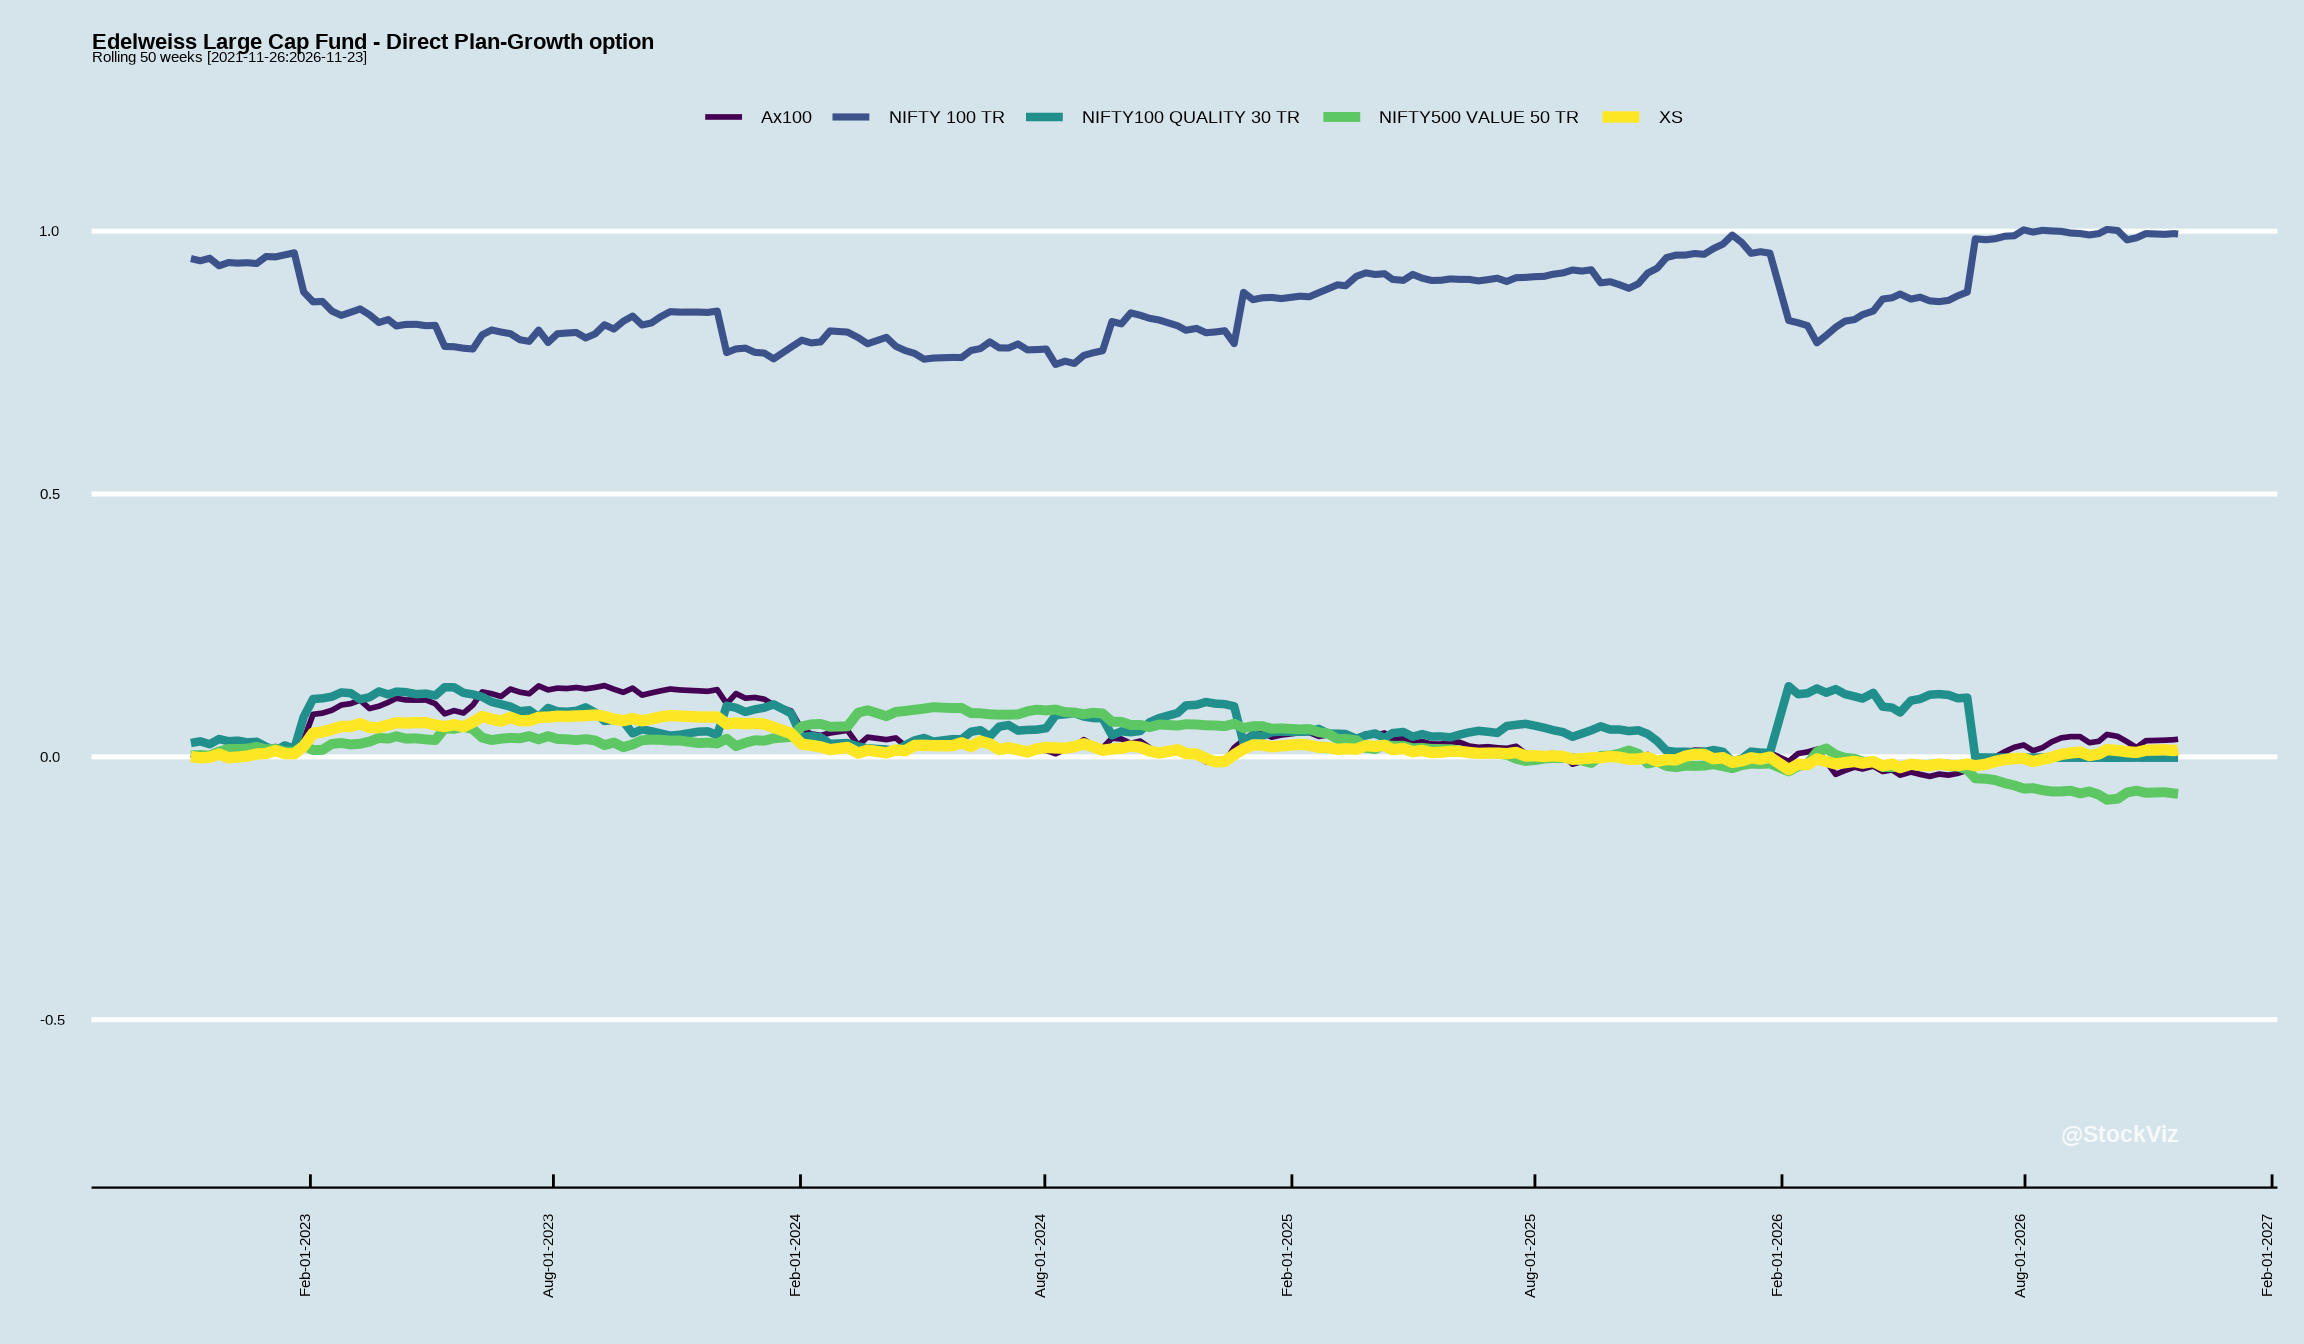 Edelweiss Large Cap Fund - Direct Plan-Growth option
Rolling 50 weeks [2021-11-26:2026-11-23]
Ax100 NIFTY 100 TR NIFTY100 QUALITY 30 TR NIFTY500 VALUE 50 TR XS
1.0
0.5
0.0
-0.5
@StockViz
Feb-01-2023 Aug-01-2023 Feb-01-2024 Aug-01-2024 Feb-01-2025 Aug-01-2025 Feb-01-2026 Aug-01-2026 Feb-01-2027